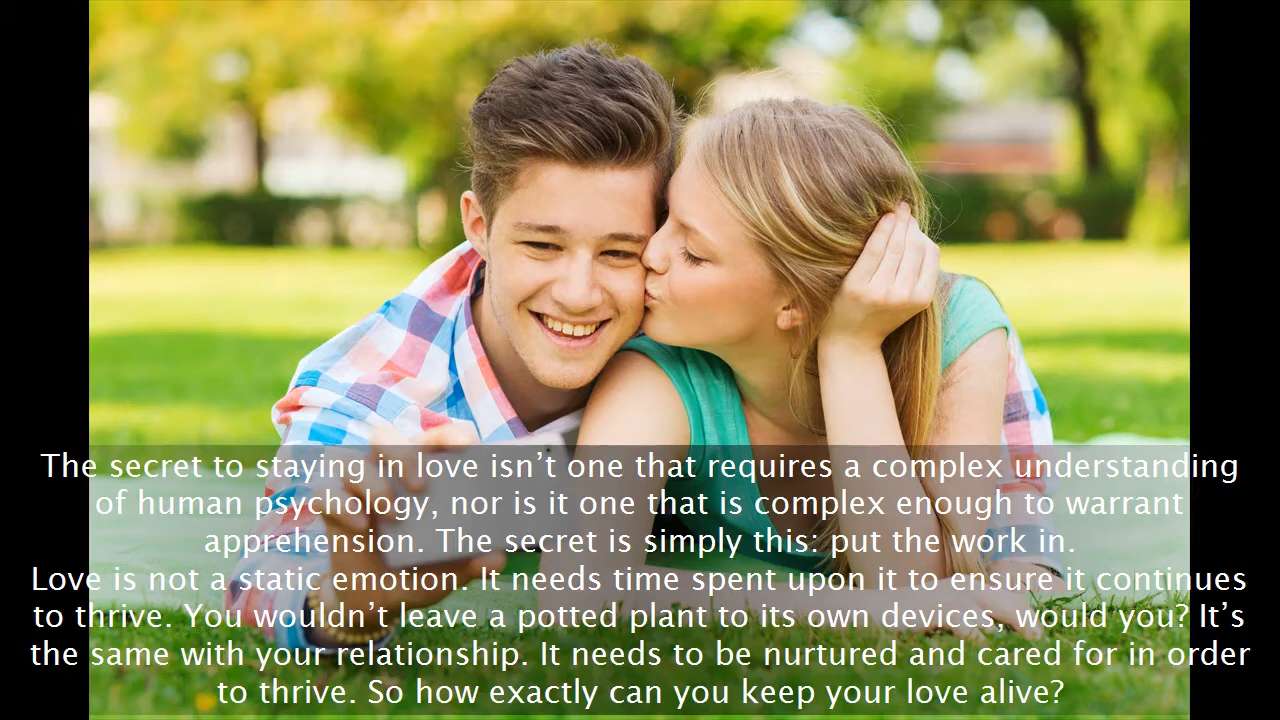 The secret to staying in love isn’t one that requires a complex understanding
of human psychology, nor is it one that is complex enough to warrant
apprehension. The secret is simply this: put the work in.
Love is not a static emotion. It needs time spent upon it to ensure it continues
to thrive. You wouldn’t leave a potted plant to its own devices, would you? It’s
the same with your relationship. It needs to be nurtured and cared for in order
to thrive. So how exactly can you keep your love alive?